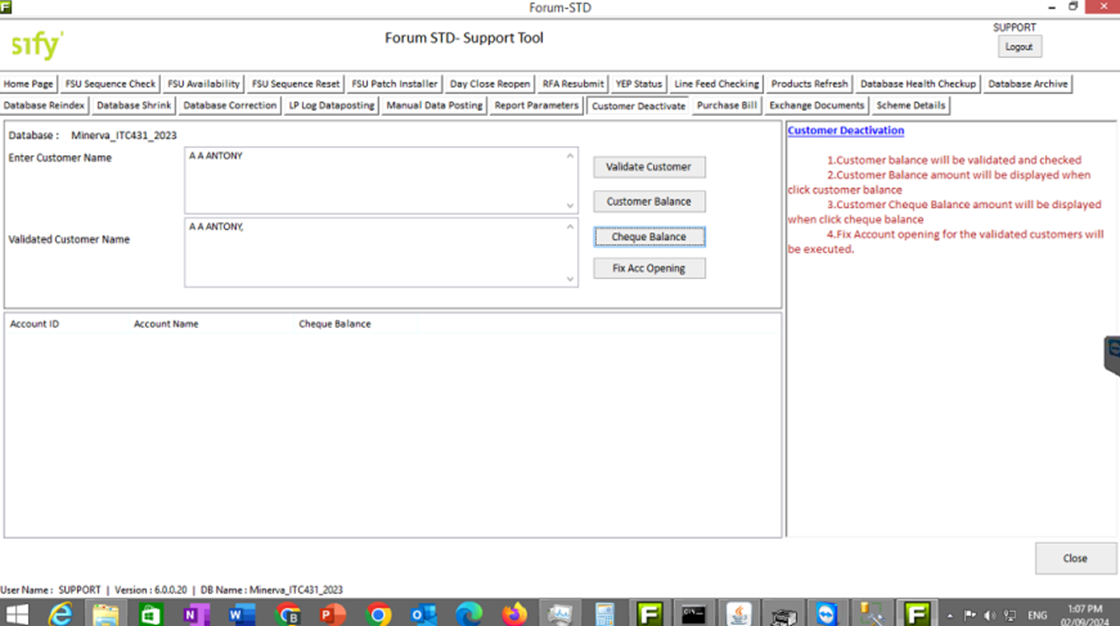 Forum-STD
sify
Forum STD- Support Tool
SUPPORT
Logout
Home Page FSU Sequence Check FSU Availability FSU Sequence Reset FSU Patch Installer Day Close Reopen RFA Resubmit YEP Status Line Feed Checking Products Refresh Database Health Checkup Database Archive
Database Reindex Database Shrink Database Correction LP Log Dataposting Manual Data Posting Report Parameters Customer Deactivate Purchase Bill Exchange Documents Scheme Details
Database : Minerva_ITC431_2023
Enter Customer Name
A A ANTONY
Validate Customer
Customer Balance
Validated Customer Name
A A ANTONY,
Cheque Balance
Fix Acc Opening
Account ID Account Name Cheque Balance
Customer Deactivation
1.Customer balance will be validated and checked
2.Customer Balance amount will be displayed when
click customer balance
3.Customer Cheque Balance amount will be displayed
when click cheque balance
4.Fix Account opening for the validated customers will
be executed.
Close
User Name : SUPPORT | Version : 6.0.0.20 | DB Name : Minerva_ITC431_2023
ENG
1:07 PM
02/09/2024